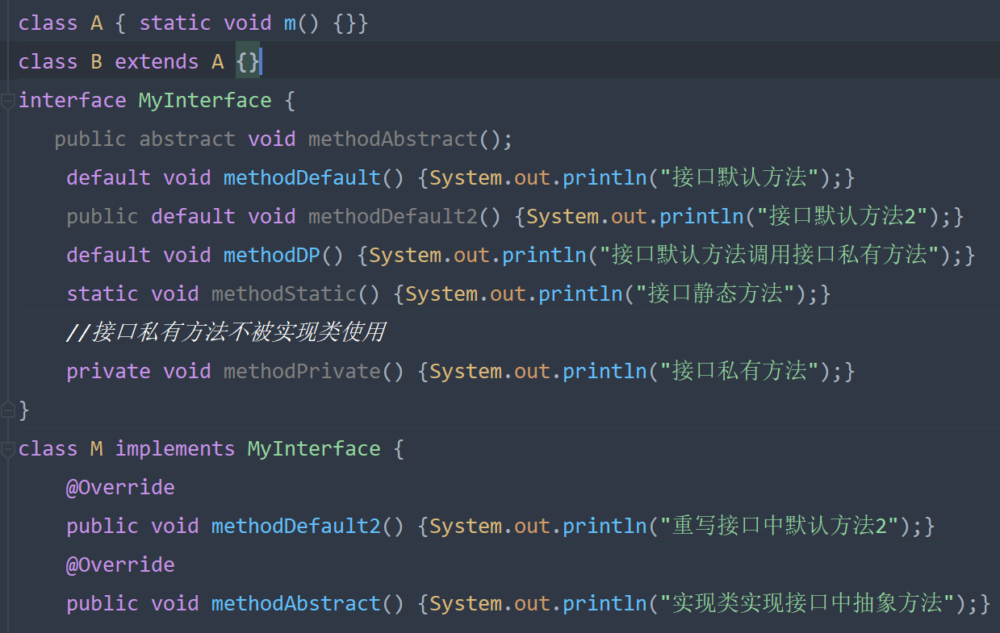 class A { static void m() {}}
class B extends A {}
interface MyInterface {
public abstract void methodAbstract();
default void methodDefault() {System.out.println("接口默认方法");}
public default void methodDefault2() {System.out.println("接口默认方法2");}
default void methodDP() {System.out.println("接口默认方法调用接口私有方法");}
static void methodStatic() {System.out.println("接口静态方法");}
//接口私有方法不被实现类使用
private void methodPrivate() {System.out.println("接口私有方法");}
}
class M implements MyInterface {
@Override
public void methodDefault2() {System.out.println("重写接口中默认方法2");}
@Override
public void methodAbstract() {System.out.println("实现类实现接口中抽象方法");}